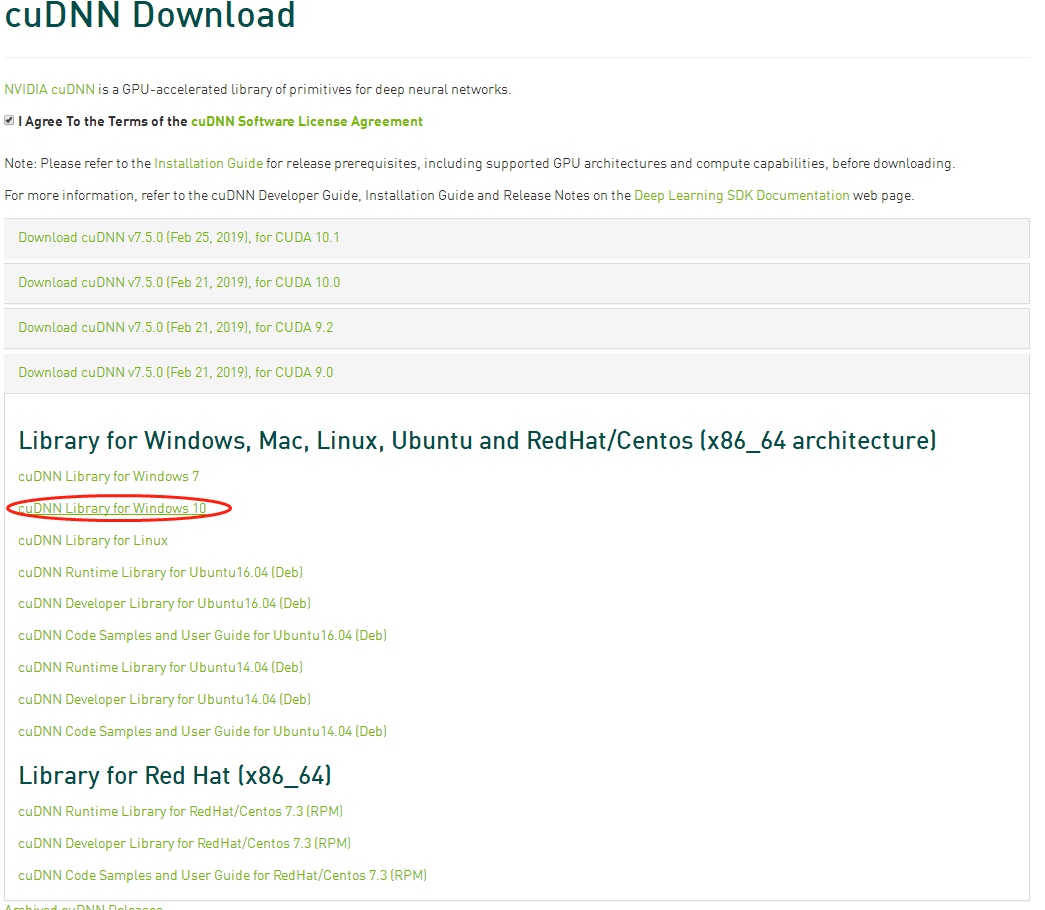 cuDNN Download
NVIDIA cuDNN is a GPU-accelerated library of primitives for deep neural networks.
I Agree To the Terms of the cuDNN Software License Agreement
Note: Please refer to the Installation Guide for release prerequisites, including supported GPU architectures and compute capabilities, before downloading.
For more information, refer to the cuDNN Developer Guide, Installation Guide and Release Notes on the Deep Learning SDK Documentation web page.
Download cuDNN v7.5.0 (Feb 25, 2019), for CUDA 10.1
Download cuDNN v7.5.0 (Feb 21, 2019), for CUDA 10.0
Download cuDNN v7.5.0 (Feb 21, 2019), for CUDA 9.2
Download cuDNN v7.5.0 (Feb 21, 2019), for CUDA 9.0
Library for Windows, Mac, Linux, Ubuntu and RedHat/Centos (x86_64 architecture)
cuDNN Library for Windows 7
cuDNN Library for Windows 10
cuDNN Library for Linux
cuDNN Runtime Library for Ubuntu16.04 (Deb)
cuDNN Developer Library for Ubuntu16.04 (Deb)
cuDNN Code Samples and User Guide for Ubuntu16.04 (Deb)
cuDNN Runtime Library for Ubuntu14.04 (Deb)
cuDNN Developer Library for Ubuntu14.04 (Deb)
cuDNN Code Samples and User Guide for Ubuntu14.04 (Deb)
Library for Red Hat (x86_64)
cuDNN Runtime Library for RedHat/Centos 7.3 (RPM)
cuDNN Developer Library for RedHat/Centos 7.3 (RPM)
cuDNN Code Samples and User Guide for RedHat/Centos 7.3 (RPM)
Archived cuDNN Releases